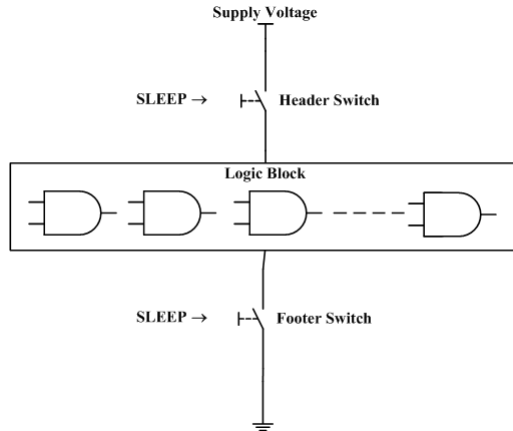 Supply Voltage
SLEEP → Header Switch
Logic Block
SLEEP → Footer Switch